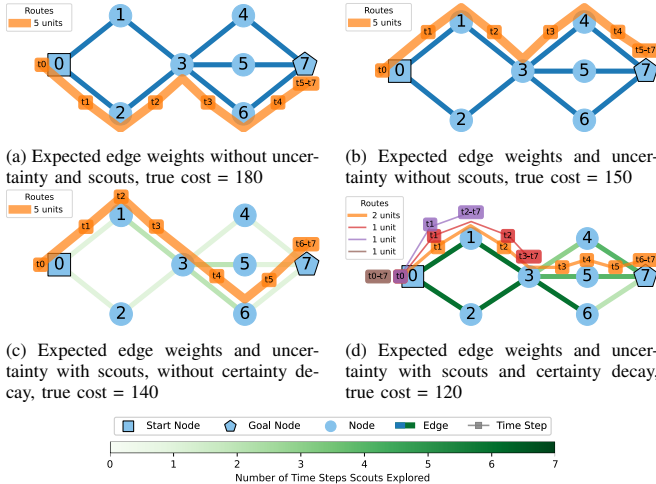 Routes
5 units
0
1
2
3
4
5
6
7
t0
t1
t2
t3
t4
t5-t7
(a) Expected edge weights without uncer-
tainty and scouts, true cost = 180
Routes
5 units
0
1
2
3
4
5
6
7
t0
t1
t2
t3
t4
t5-t7
(b) Expected edge weights and uncer-
tainty without scouts, true cost = 150
Routes
5 units
0
1
2
3
4
5
6
7
t0
t1
t2
t3
t4
t5
t6-t7
(c) Expected edge weights and uncer-
tainty with scouts, without certainty de-
cay, true cost = 140
Routes
2 units
1 unit
1 unit
1 unit
0
1
2
3
4
5
6
7
t0-t7
t0
t1
t2-t7
t1
t2
t3-t7
t1
t2
t3
t4
t5
t6-t7
(d) Expected edge weights and uncer-
tainty with scouts and certainty decay,
true cost = 120
Start Node
Goal Node
Node
Edge
Time Step
0 1 2 3 4 5 6 7
Number of Time Steps Scouts Explored